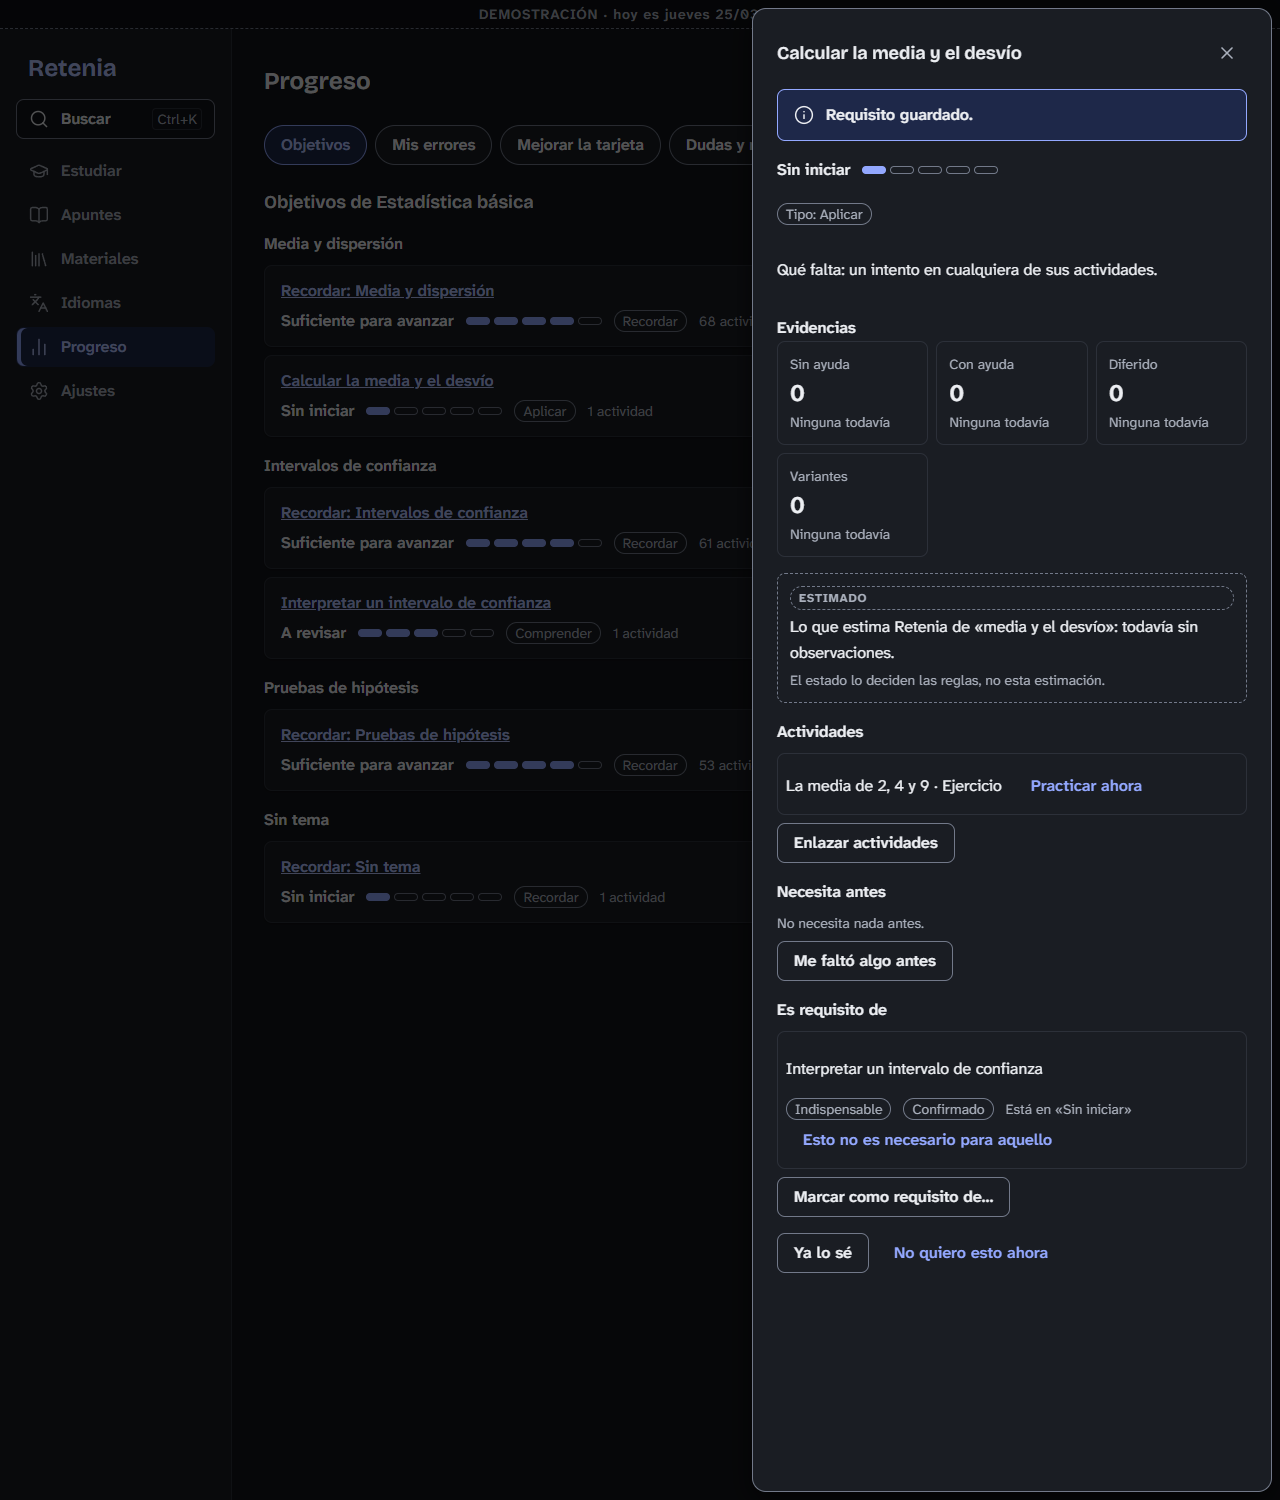 DEMOSTRACIÓN · hoy es jueves 25/03
Retenia
Buscar
Ctrl+K
Estudiar
Apuntes
Materiales
Idiomas
Progreso
Ajustes
Progreso
Objetivos
Mis errores
Mejorar la tarjeta
Dudas y
Objetivos de Estadística básica
Media y dispersión
Recordar: Media y dispersión
Suficiente para avanzar
Recordar
68 activi
Calcular la media y el desvío
Sin iniciar
Aplicar
1 actividad
Intervalos de confianza
Recordar: Intervalos de confianza
Suficiente para avanzar
Recordar
61 activi
Interpretar un intervalo de confianza
A revisar
Comprender
1 actividad
Pruebas de hipótesis
Recordar: Pruebas de hipótesis
Suficiente para avanzar
Recordar
53 activi
Sin tema
Recordar: Sin tema
Sin iniciar
Recordar
1 actividad
Calcular la media y el desvío
Requisito guardado.
Sin iniciar
Tipo: Aplicar
Qué falta: un intento en cualquiera de sus actividades.
Evidencias
Sin ayuda
0
Ninguna todavía
Con ayuda
0
Ninguna todavía
Diferido
0
Ninguna todavía
Variantes
0
Ninguna todavía
ESTIMADO
Lo que estima Retenia de «media y el desvío»: todavía sin
observaciones.
El estado lo deciden las reglas, no esta estimación.
Actividades
La media de 2, 4 y 9 · Ejercicio
Practicar ahora
Enlazar actividades
Necesita antes
No necesita nada antes.
Me faltó algo antes
Es requisito de
Interpretar un intervalo de confianza
Indispensable
Confirmado
Está en «Sin iniciar»
Esto no es necesario para aquello
Marcar como requisito de...
Ya lo sé
No quiero esto ahora